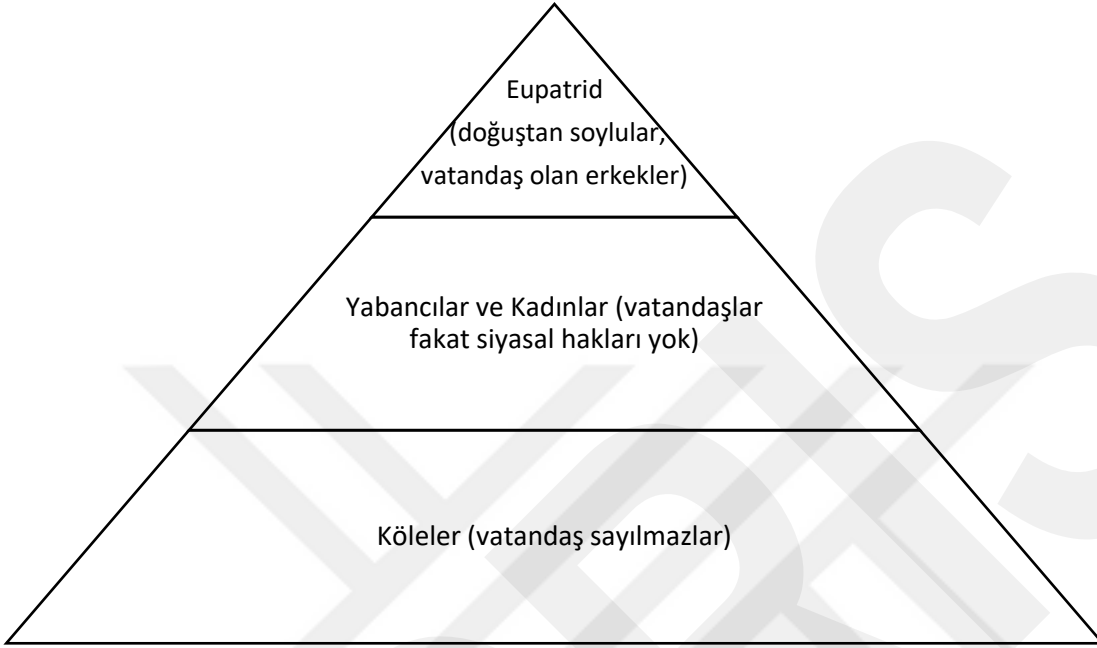 Eupatrid
(doğuştan soylular,
vatandaş olan erkekler)
Yabancılar ve Kadınlar (vatandaşlar
fakat siyasal hakları yok)
Köleler (vatandaş sayılmazlar)